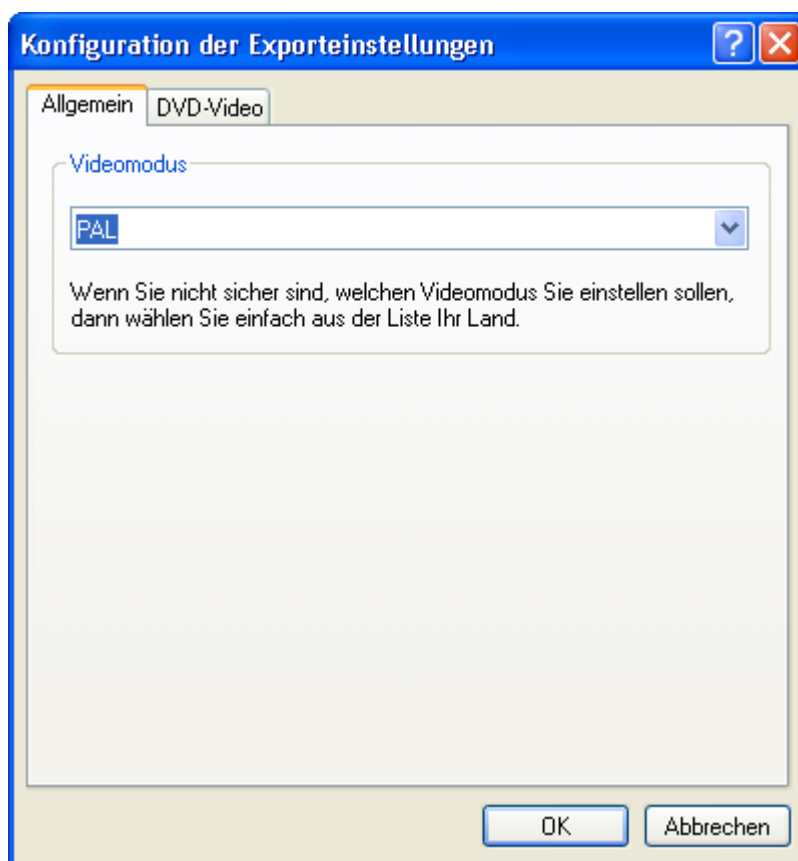 Konfiguration der Exporteinstellungen
Allgemein DVD-Video
Videomodus
PAL
Wenn Sie nicht sicher sind, welchen Videomodus Sie einstellen sollen,
dann wählen Sie einfach aus der Liste Ihr Land.
OK Abbrechen